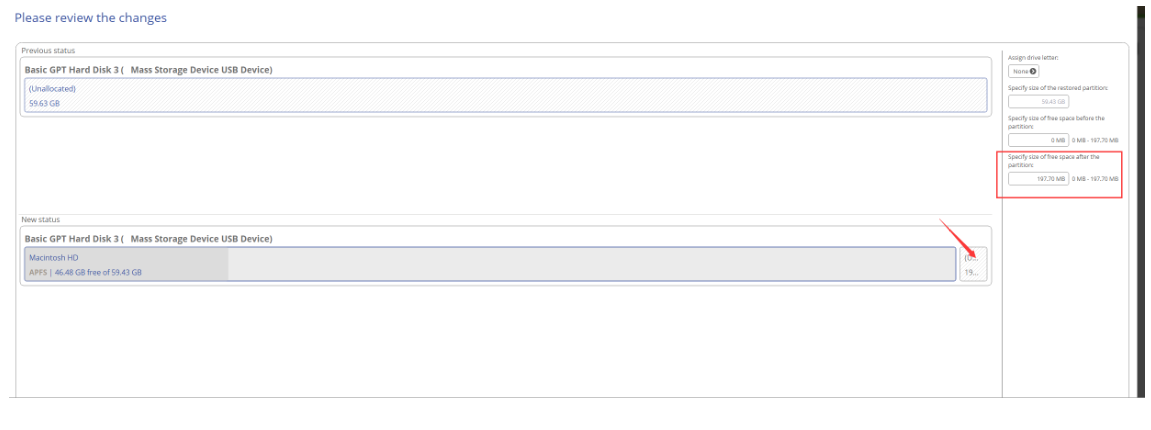 Please review the changes
Previous status
Basic GPT Hard Disk 3 ( Mass Storage Device USB Device)
(Unallocated)
59.63 GB
Assign drive letter:
None
Specify size of the restored partition:
59.43 GB
Specify size of free space before the
partition:
0 MB 0 MB - 197.70 MB
Specify size of free space after the
partition:
197.70 MB 0 MB - 197.70 MB
New status
Basic GPT Hard Disk 3 ( Mass Storage Device USB Device)
Macintosh HD
APFS | 46.48 GB free of 59.43 GB
19...